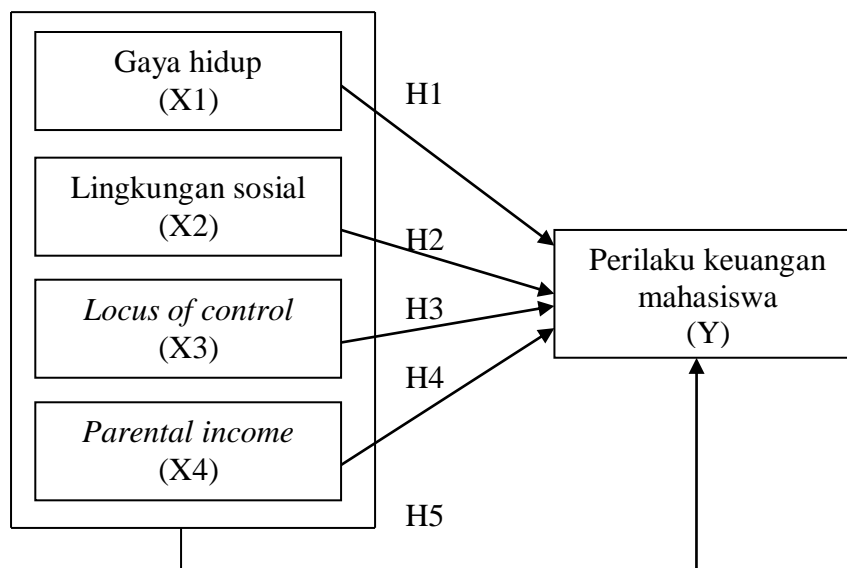 Gaya hidup
(X1)
H1
Lingkungan sosial
(X2)
H2
Locus of control
(X3)
H3
Parental income
(X4)
H4
H5
Perilaku keuangan
mahasiswa
(Y)